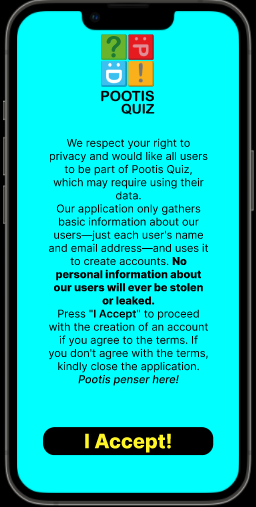 ? P
:D !
POOTIS
QUIZ
We respect your right to
privacy and would like all users
to be part of Pootis Quiz,
which may require using their
data.
Our application only gathers
basic information about our
users—just each user's name
and email address—and uses it
to create accounts. No
personal information about
our users will ever be stolen
or leaked.
Press "I Accept" to proceed
with the creation of an account
if you agree to the terms. If
you don't agree with the terms,
kindly close the application.
Pootis penser here!
I Accept!